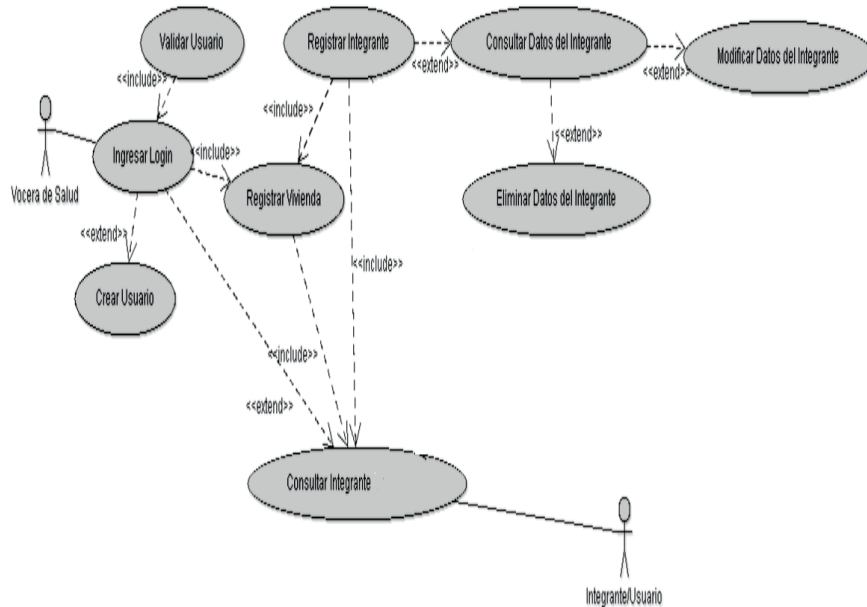 Validar Usuario
Registrar Integrante
Consultar Datos del Integrante
Modificar Datos del Integrante
<<extend>>
<<extend>>
<<include>>
<<include>>
Ingresar Login
<<include>>
<<extend>>
Vocera de Salud
Registrar Vivienda
Eliminar Datos del Integrante
<<extend>>
<<include>>
Crear Usuario
<<include>>
<<extend>>
Consultar Integrante
Integrante/Usuario